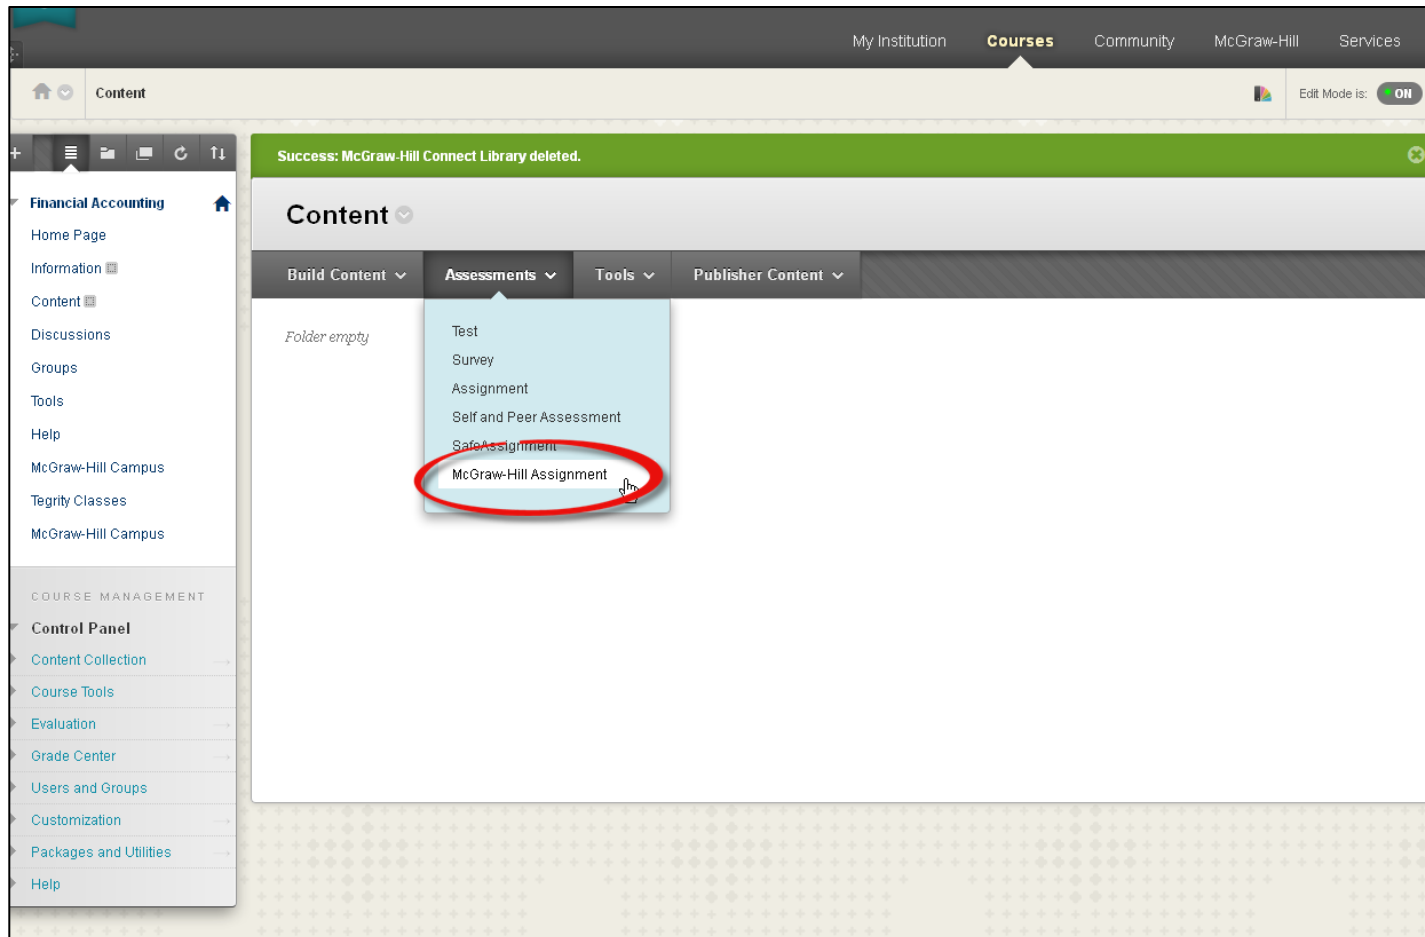 My Institution Courses Community McGraw-Hill Services
Content
Edit Mode is: ON
Success: McGraw-Hill Connect Library deleted.
Financial Accounting
Home Page
Information
Content
Discussions
Groups
Tools
Help
McGraw-Hill Campus
Tegrity Classes
McGraw-Hill Campus
COURSE MANAGEMENT
Control Panel
Content Collection
Course Tools
Evaluation
Grade Center
Users and Groups
Customization
Packages and Utilities
Help
Content
Build Content Assessments Tools Publisher Content
Folder empty
Test
Survey
Assignment
Self and Peer Assessment
SafeAssignment
McGraw-Hill Assignment